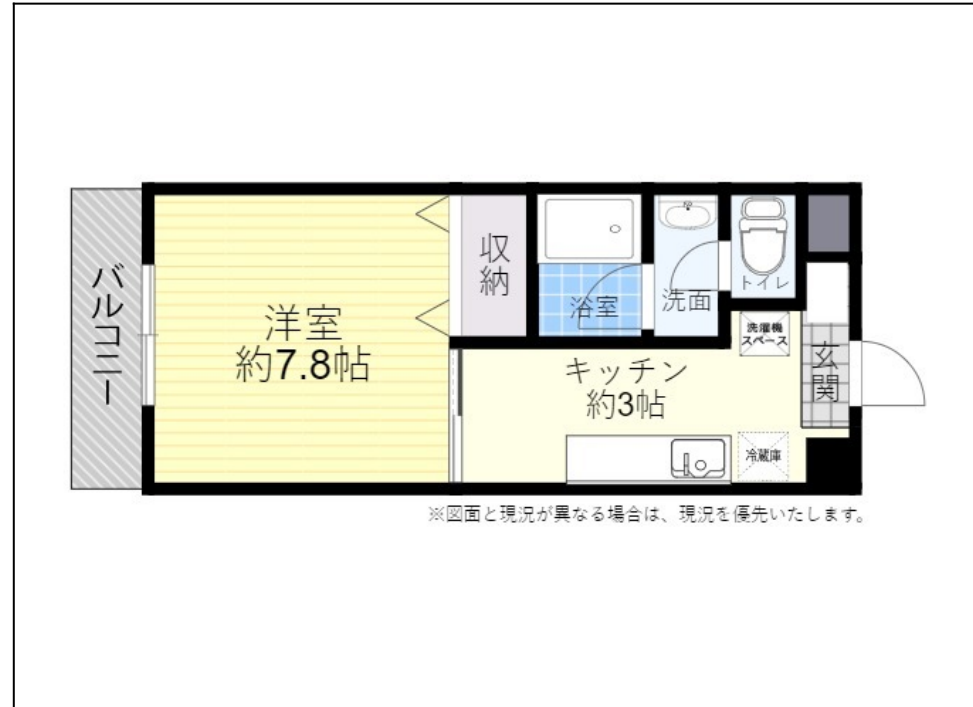 バルコニー
洋室
約7.8帖
収納
浴室
洗面
トイレ
洗濯機
スペース
キッチン
約3帖
冷蔵庫
玄関
※図面と現況が異なる場合は、現況を優先いたします。